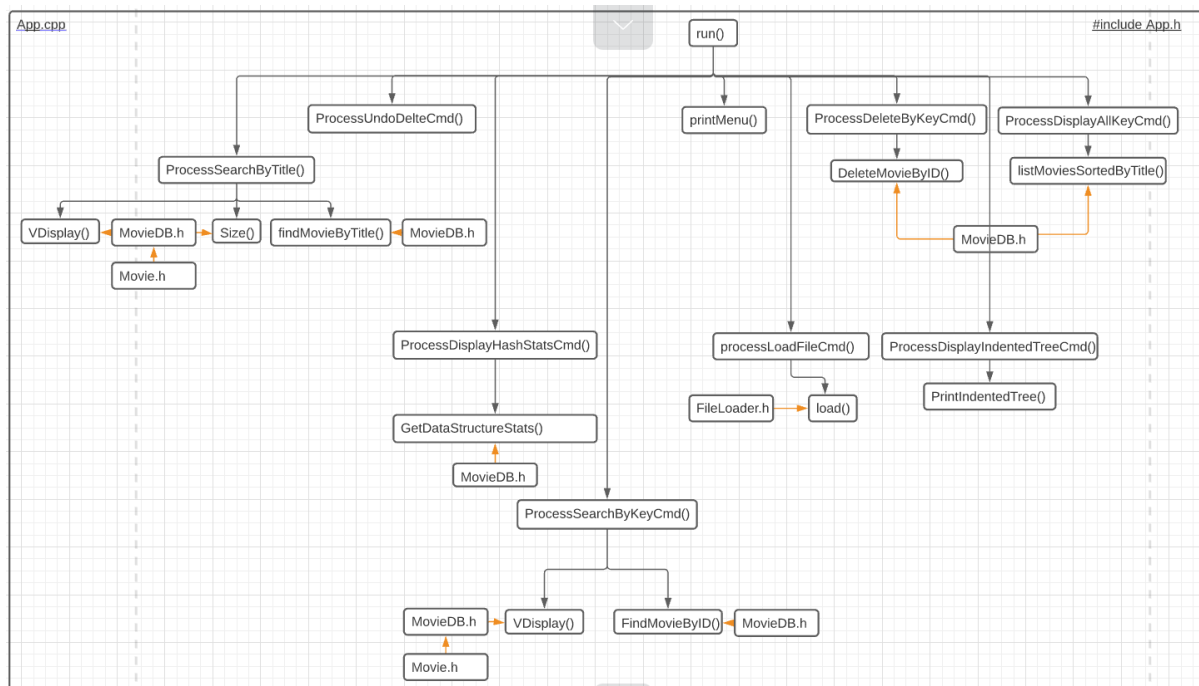 App.cpp
#include App.h
run()
ProcessUndoDelteCmd()
printMenu()
ProcessDeleteByKeyCmd()
ProcessDisplayAllKeyCmd()
ProcessSearchByTitle()
DeleteMovieByID()
listMoviesSortedByTitle()
VDisplay()
MovieDB.h
Size()
findMovieByTitle()
MovieDB.h
MovieDB.h
Movie.h
ProcessDisplayHashStatsCmd()
processLoadFileCmd()
ProcessDisplayIndentedTreeCmd()
PrintIndentedTree()
FileLoader.h
load()
GetDataStructureStats()
MovieDB.h
ProcessSearchByKeyCmd()
MovieDB.h
VDisplay()
FindMovieByID()
MovieDB.h
Movie.h